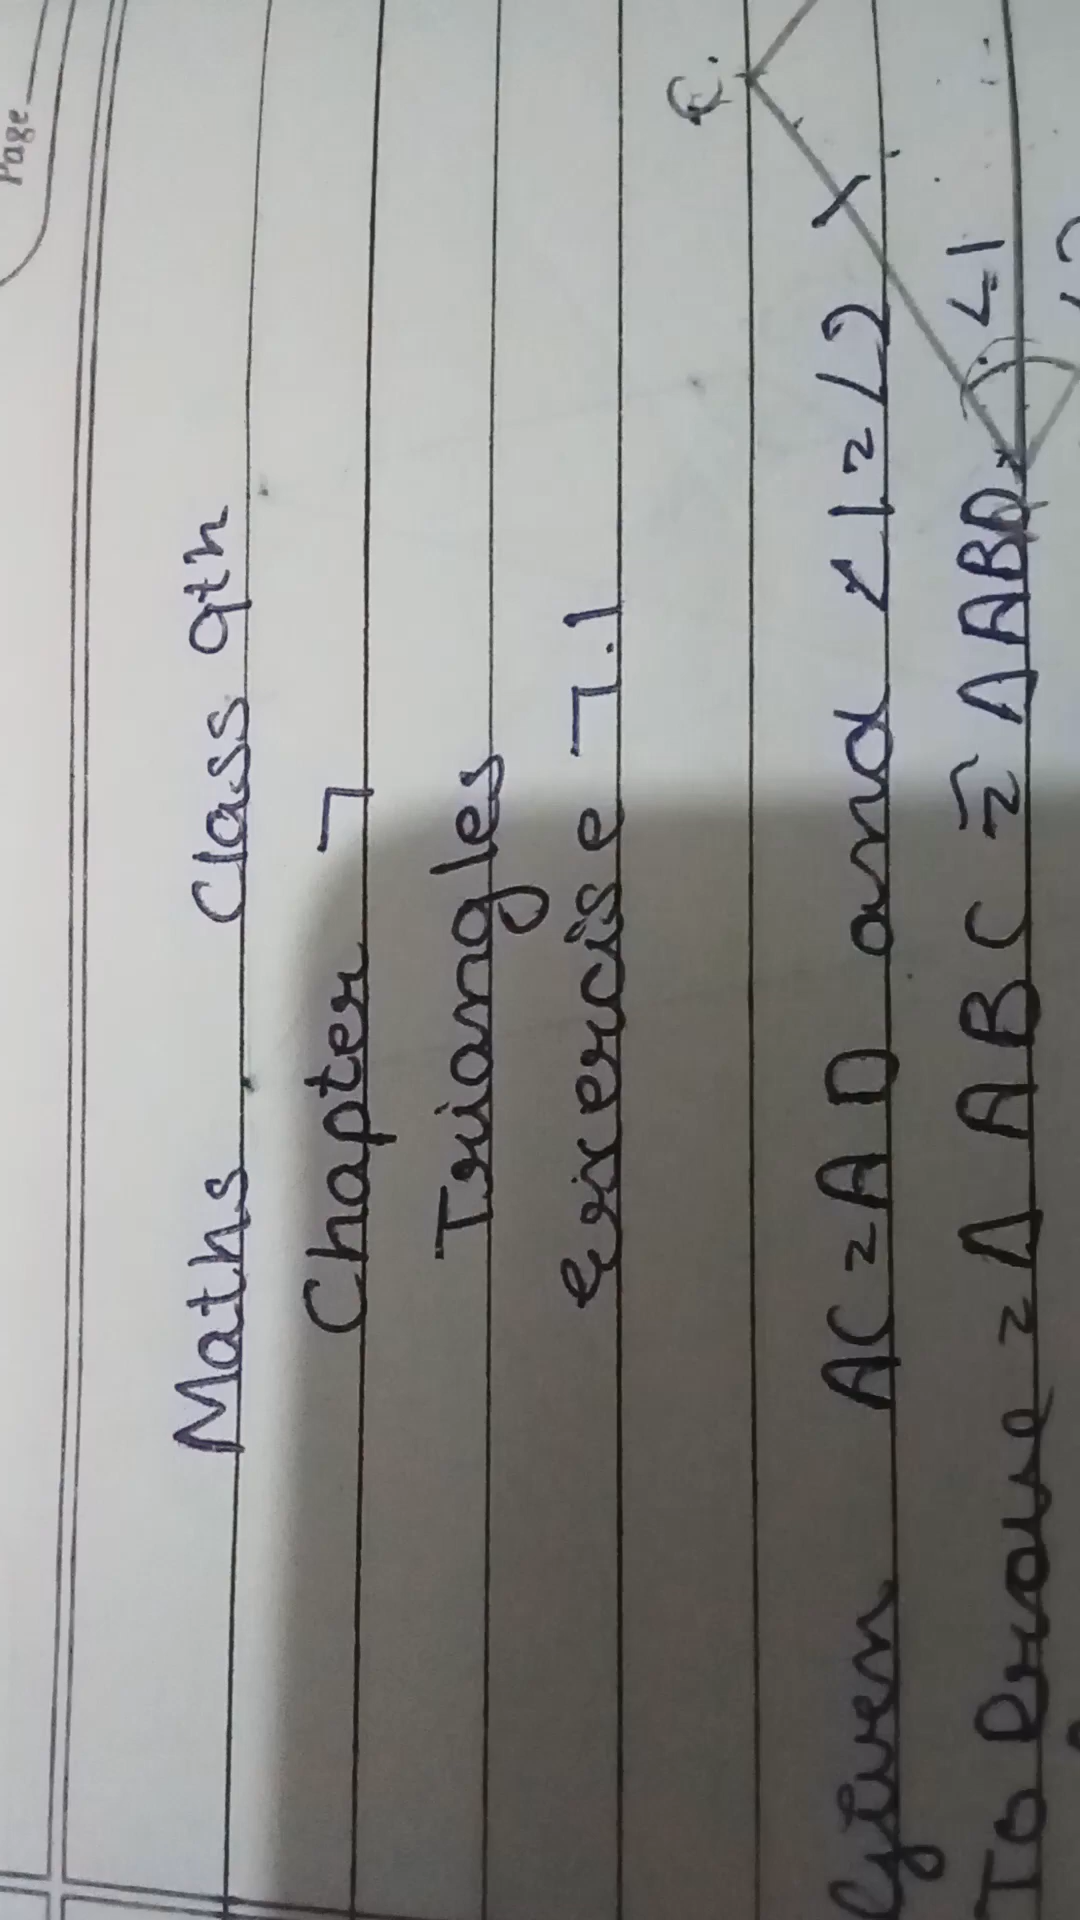 Page
Maths Class 9th
Chapter 7
Triangles
Exercise 7.1
C.
Given AC = AD and <1 = <2
To Prove = Δ ABC ≅ Δ ABD
<1